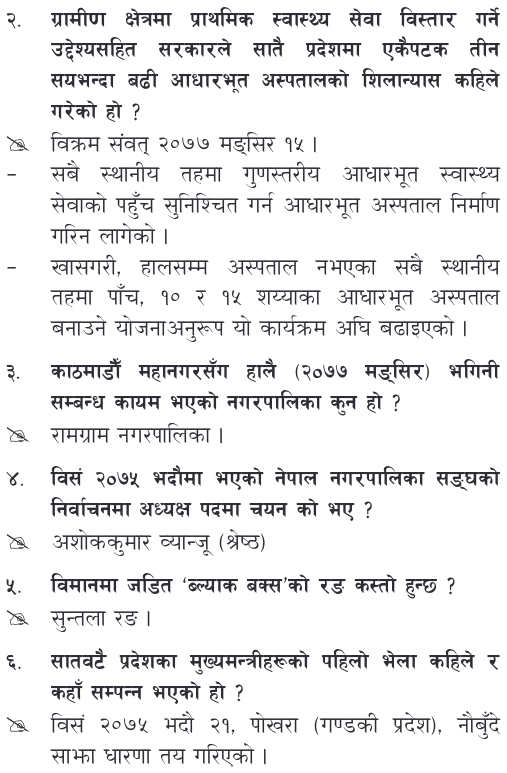 २. ग्रामीण क्षेत्रमा प्राथमिक स्वास्थ्य सेवा विस्तार गर्ने
उद्देश्यसहित सरकारले सातै प्रदेशमा एकैपटक तीन
सयभन्दा बढी आधारभूत अस्पतालको शिलान्यास कहिले
गरेको हो ?
विक्रम संवत् २०७७ मङ्सिर १५ ।
– सबै स्थानीय तहमा गुणस्तरीय आधारभूत स्वास्थ्य
सेवाको पहुँच सुनिश्चित गर्न आधारभूत अस्पताल निर्माण
गरिन लागेको ।
– खासगरी, हालसम्म अस्पताल नभएका सबै स्थानीय
तहमा पाँच, १० र १५ शय्याका आधारभूत अस्पताल
बनाउने योजनाअनुरूप यो कार्यक्रम अघि बढाइएको ।
३. काठमाडौँ महानगरसँग हालै (२०७७ मङ्सिर) भगिनी
सम्बन्ध कायम भएको नगरपालिका कुन हो ?
रामग्राम नगरपालिका ।
४. विसं २०७५ भदौमा भएको नेपाल नगरपालिका सङ्घको
निर्वाचनमा अध्यक्ष पदमा चयन को भए ?
अशोककुमार व्यान्जू (श्रेष्ठ)
५. विमानमा जडित ‘ब्ल्याक बक्स’को रङ कस्तो हुन्छ ?
सुन्तला रङ ।
६. सातवटै प्रदेशका मुख्यमन्त्रीहरूको पहिलो भेला कहिले र
कहाँ सम्पन्न भएको हो ?
विसं २०७५ भदौ २१, पोखरा (गण्डकी प्रदेश), नौबुँदे
साझा धारणा तय गरिएको ।